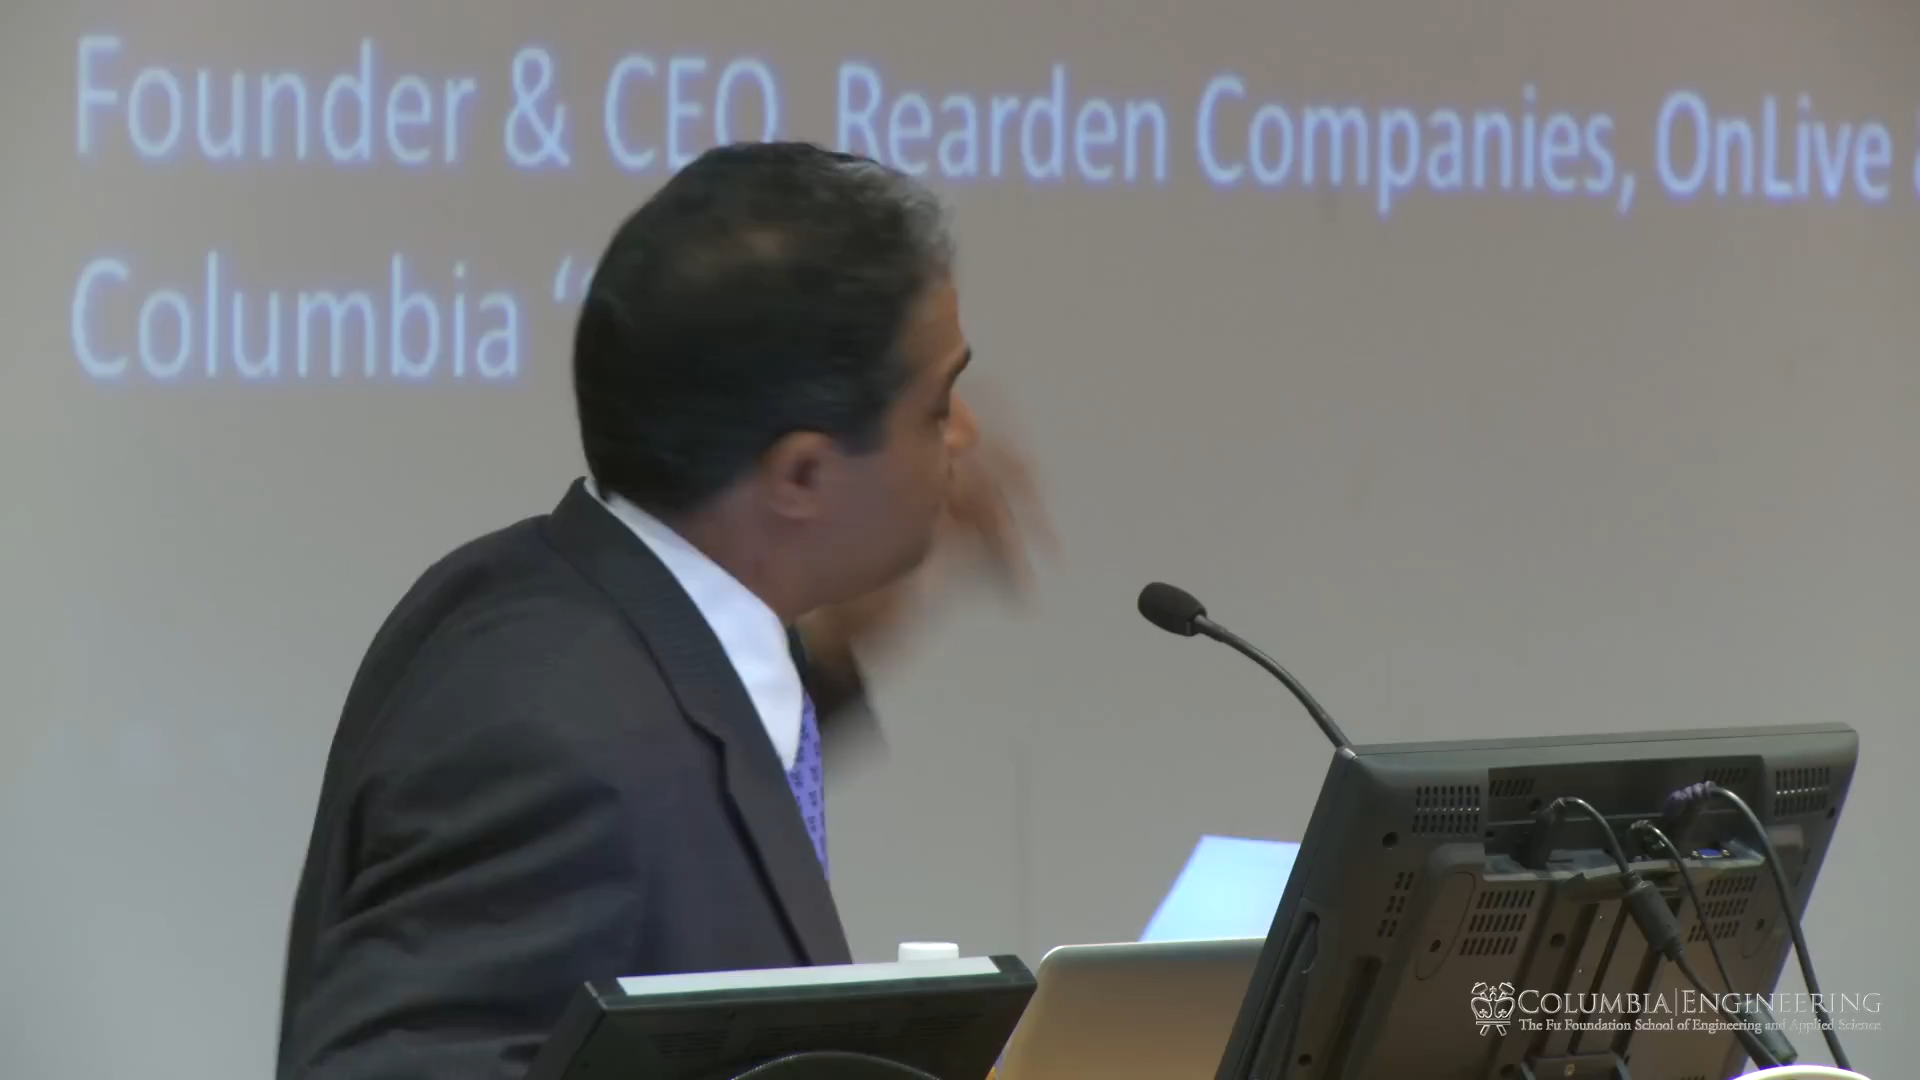 Founder & CEO, Rearden Companies, OnLive
Columbia
COLUMBIA|ENGINEERING
The Fu Foundation School of Engineering and Applied Science